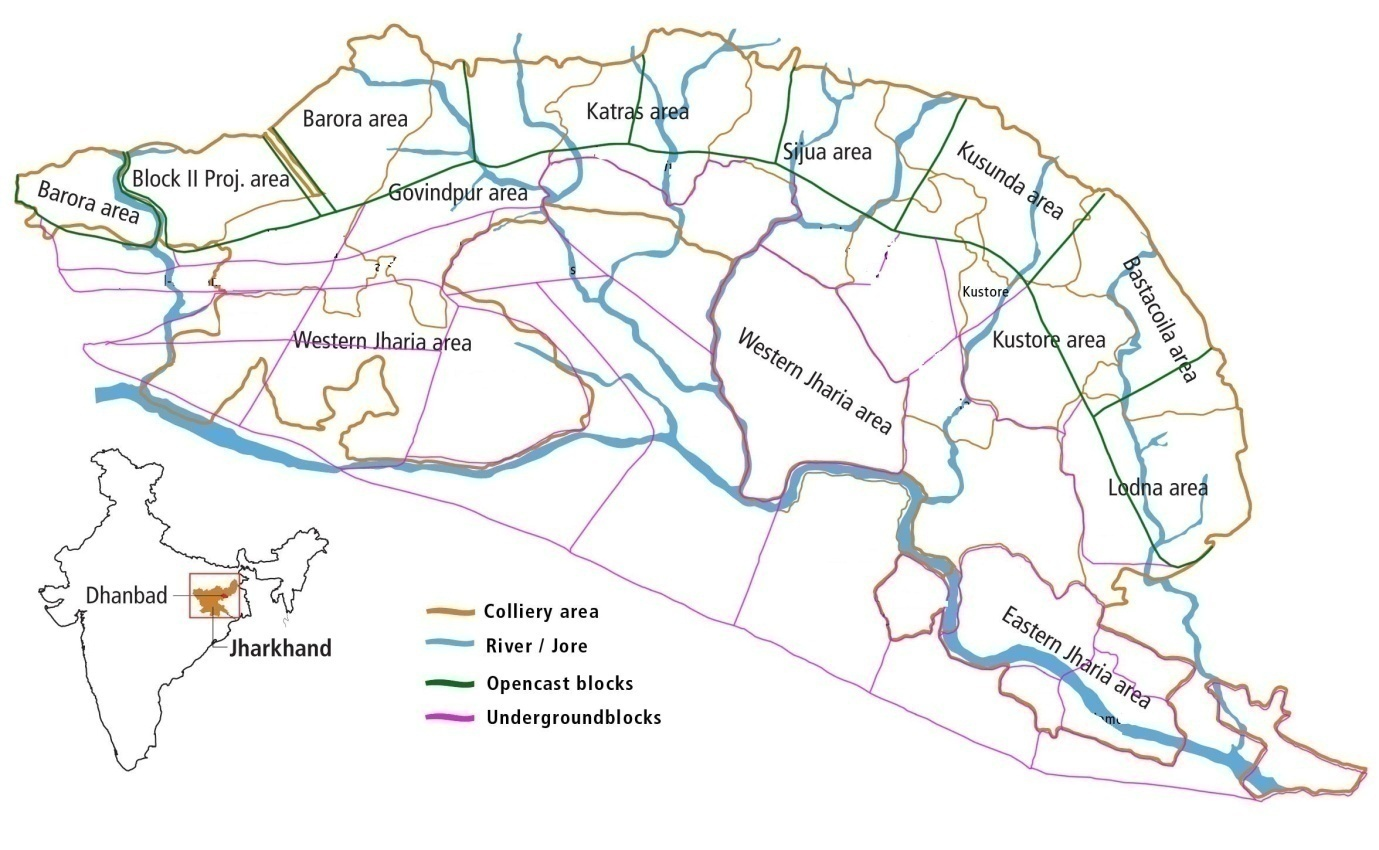 Barora area
Katras area
Sijua area
Kusunda area
Block II Proj. area
Barora area
Govindpur area
Bastacoila area
Kustore
Western Jharia area
Western Jharia area
Kustore area
Lodna area
Eastern Jharia area
Dhanbad
Jharkhand
Colliery area
River / Jore
Opencast blocks
Undergroundblocks